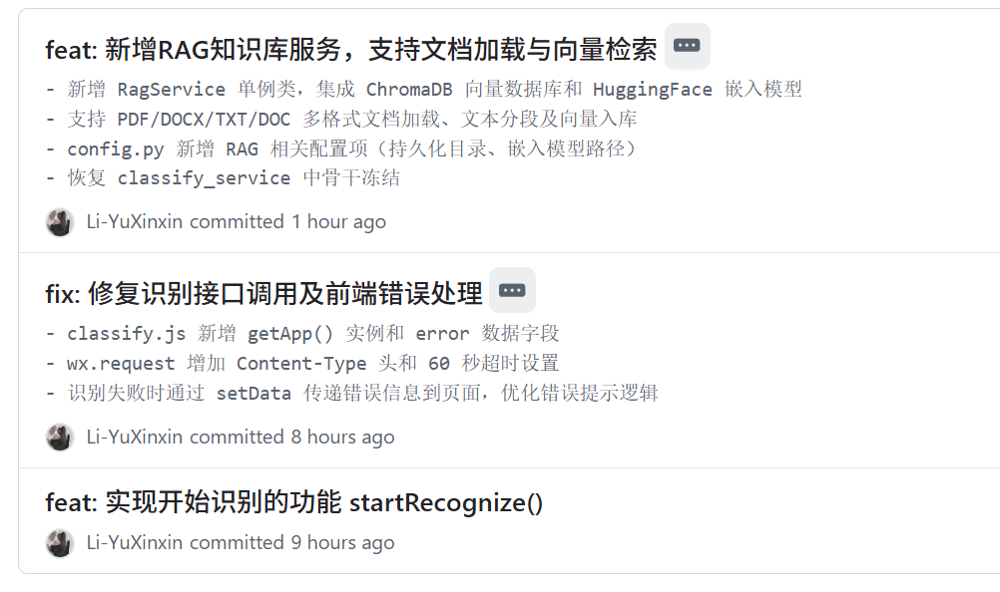 feat: 新增RAG知识库服务，支持文档加载与向量检索
- 新增 RagService 单例类，集成 ChromaDB 向量数据库和 HuggingFace 嵌入模型
- 支持 PDF/DOCX/TXT/DOC 多格式文档加载、文本分段及向量入库
- config.py 新增 RAG 相关配置项（持久化目录、嵌入模型路径）
- 恢复 classify_service 中骨干冻结
Li-YuXinxin committed 1 hour ago
fix: 修复识别接口调用及前端错误处理
- classify.js 新增 getApp() 实例和 error 数据字段
- wx.request 增加 Content-Type 头和 60 秒超时设置
- 识别失败时通过 setData 传递错误信息到页面，优化错误提示逻辑
Li-YuXinxin committed 8 hours ago
feat: 实现开始识别的功能 startRecognize()
Li-YuXinxin committed 9 hours ago